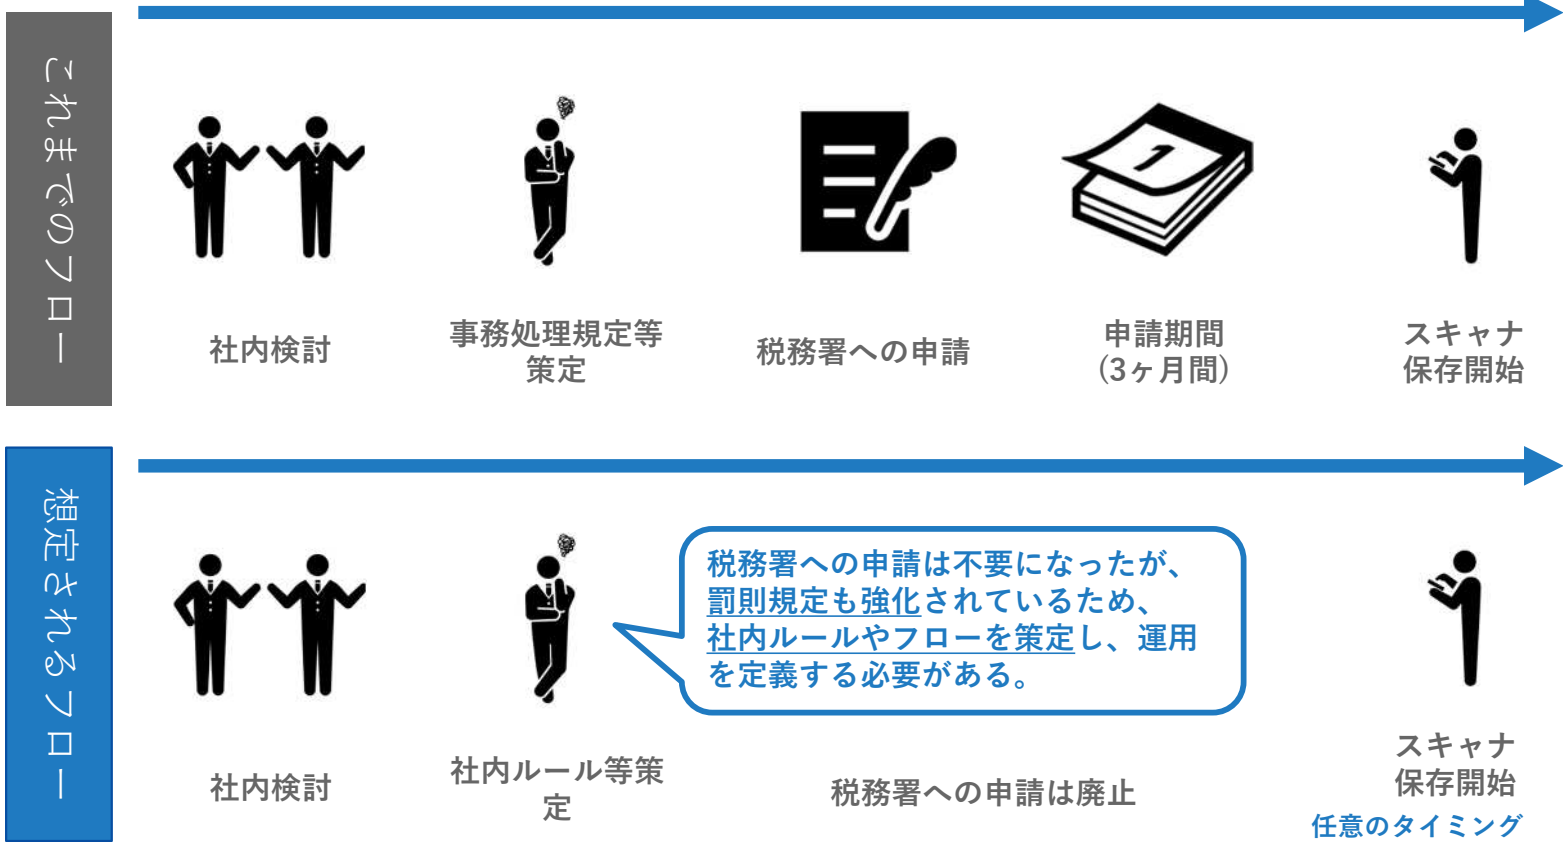 これまでのフロー
1
社内検討
事務処理規定等
策定
税務署への申請
申請期間
(3ヶ月間)
スキャナ
保存開始
想定されるフロー
税務署への申請は不要になったが、
罰則規定も強化されているため、
社内ルールやフローを策定し、運用
を定義する必要がある。
社内検討
社内ルール等策
定
税務署への申請は廃止
スキャナ
保存開始
任意のタイミング